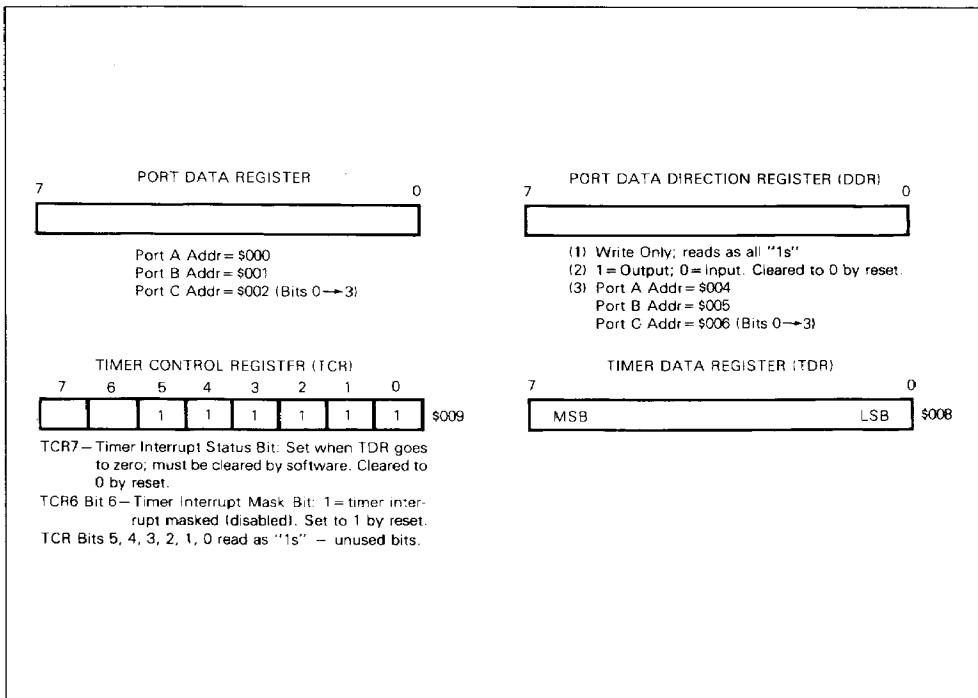 PORT DATA REGISTER
7 0
Port A Addr = $000
Port B Addr = $001
Port C Addr = $002 (Bits 0→3)
PORT DATA DIRECTION REGISTER (DDR)
7 0
(1) Write Only; reads as all "1s"
(2) 1 = Output; 0 = Input. Cleared to 0 by reset.
(3) Port A Addr = $004
Port B Addr = $005
Port C Addr = $006 (Bits 0→3)
TIMER CONTROL REGISTER (TCR)
7 6 5 4 3 2 1 0
1 1 1 1 1 1 $009
TCR7 – Timer Interrupt Status Bit: Set when TDR goes
to zero; must be cleared by software. Cleared to
0 by reset.
TCR6 Bit 6 – Timer Interrupt Mask Bit: 1 = timer inter-
rupt masked (disabled). Set to 1 by reset.
TCR Bits 5, 4, 3, 2, 1, 0 read as "1s" – unused bits.
TIMER DATA REGISTER (TDR)
7 0
MSB LSB $008